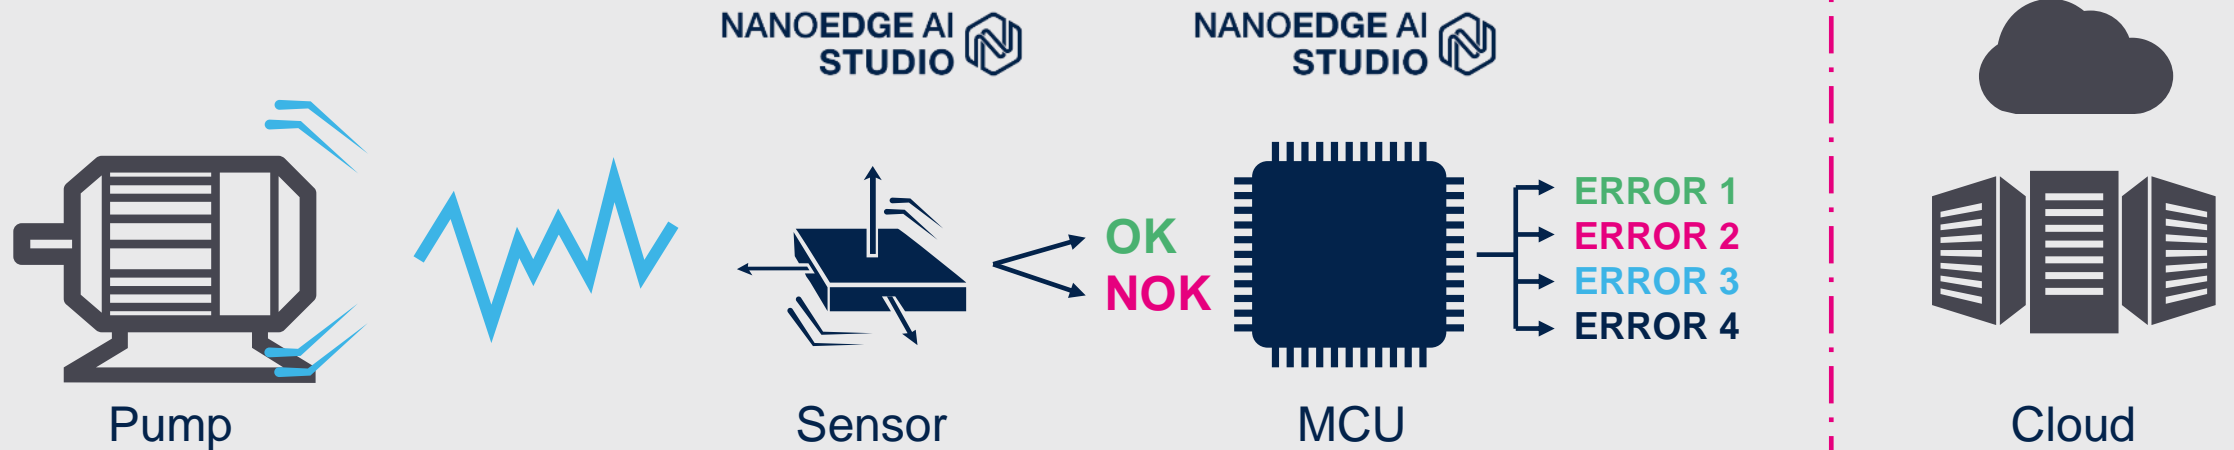 NANOEDGE AI
STUDIO
NANOEDGE AI
STUDIO
OK
NOK
ERROR 1
ERROR 2
ERROR 3
ERROR 4
Pump
Sensor
MCU
Cloud